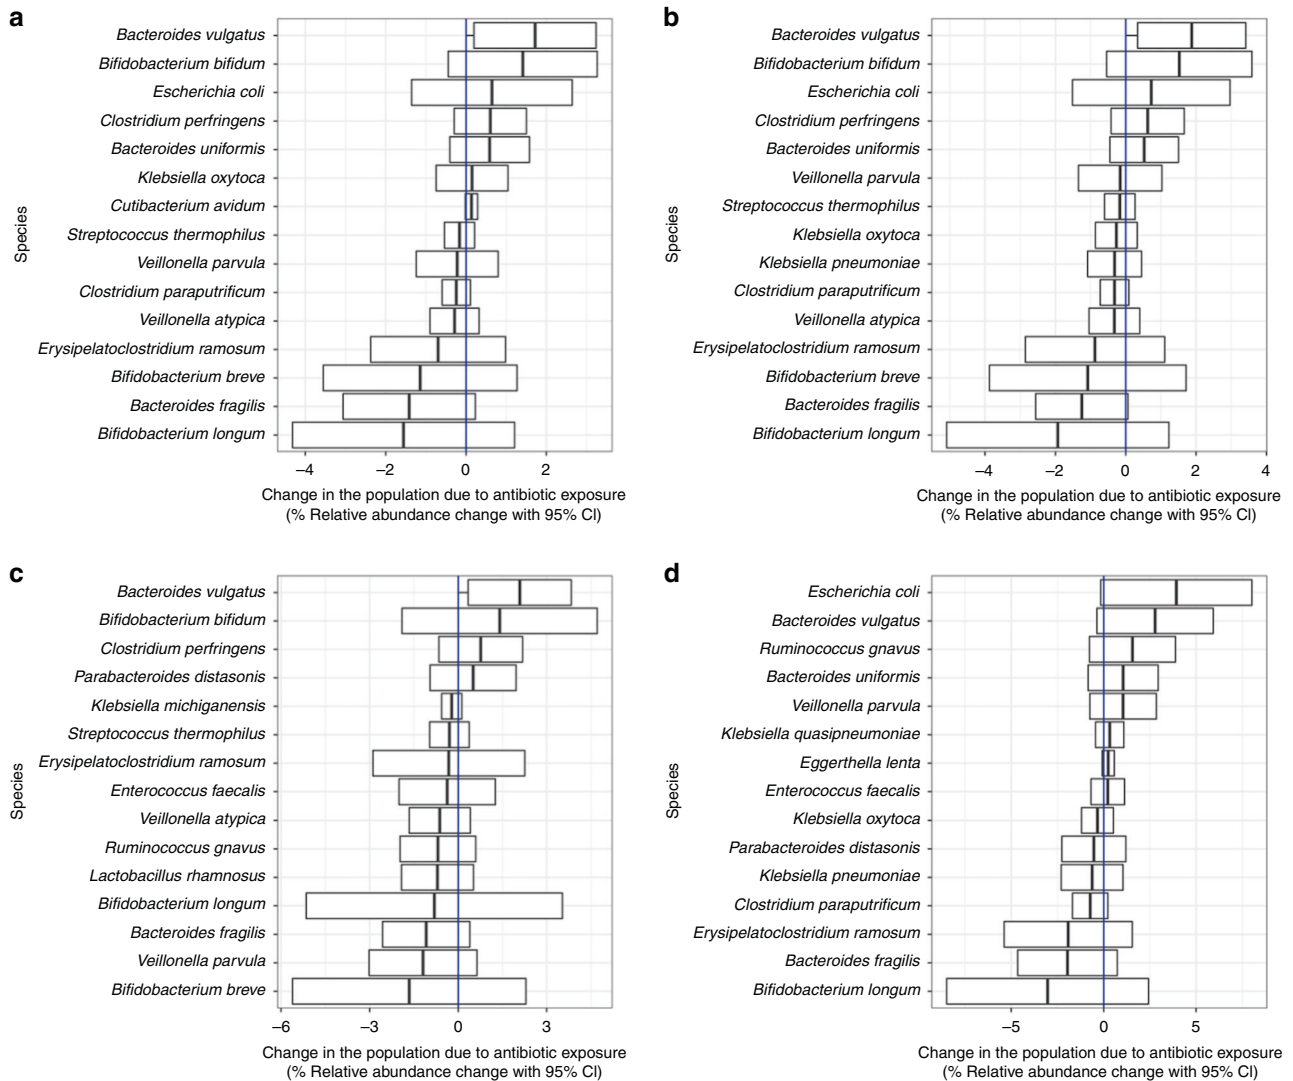 a
Bacteroides vulgatus
Bifidobacterium bifidum
Escherichia coli
Clostridium perfringens
Bacteroides uniformis
Klebsiella oxytoca
Cutibacterium avidum
Streptococcus thermophilus
Veillonella parvula
Clostridium paraputrificum
Veillonella atypica
Erysipelatoclostridium ramosum
Bifidobacterium breve
Bacteroides fragilis
Bifidobacterium longum
Species
−4 −2 0 2
Change in the population due to antibiotic exposure
(% Relative abundance change with 95% CI)
b
Bacteroides vulgatus
Bifidobacterium bifidum
Escherichia coli
Clostridium perfringens
Bacteroides uniformis
Veillonella parvula
Streptococcus thermophilus
Klebsiella oxytoca
Klebsiella pneumoniae
Clostridium paraputrificum
Veillonella atypica
Erysipelatoclostridium ramosum
Bifidobacterium breve
Bacteroides fragilis
Bifidobacterium longum
Species
−4 −2 0 2 4
Change in the population due to antibiotic exposure
(% Relative abundance change with 95% CI)
c
Bacteroides vulgatus
Bifidobacterium bifidum
Clostridium perfringens
Parabacteroides distasonis
Klebsiella michiganensis
Streptococcus thermophilus
Erysipelatoclostridium ramosum
Enterococcus faecalis
Veillonella atypica
Ruminococcus gnavus
Lactobacillus rhamnosus
Bifidobacterium longum
Bacteroides fragilis
Veillonella parvula
Bifidobacterium breve
Species
−6 −3 0 3
Change in the population due to antibiotic exposure
(% Relative abundance change with 95% CI)
d
Escherichia coli
Bacteroides vulgatus
Ruminococcus gnavus
Bacteroides uniformis
Veillonella parvula
Klebsiella quasipneumoniae
Eggerthella lenta
Enterococcus faecalis
Klebsiella oxytoca
Parabacteroides distasonis
Klebsiella pneumoniae
Clostridium paraputrificum
Erysipelatoclostridium ramosum
Bacteroides fragilis
Bifidobacterium longum
Species
−5 0 5
Change in the population due to antibiotic exposure
(% Relative abundance change with 95% CI)